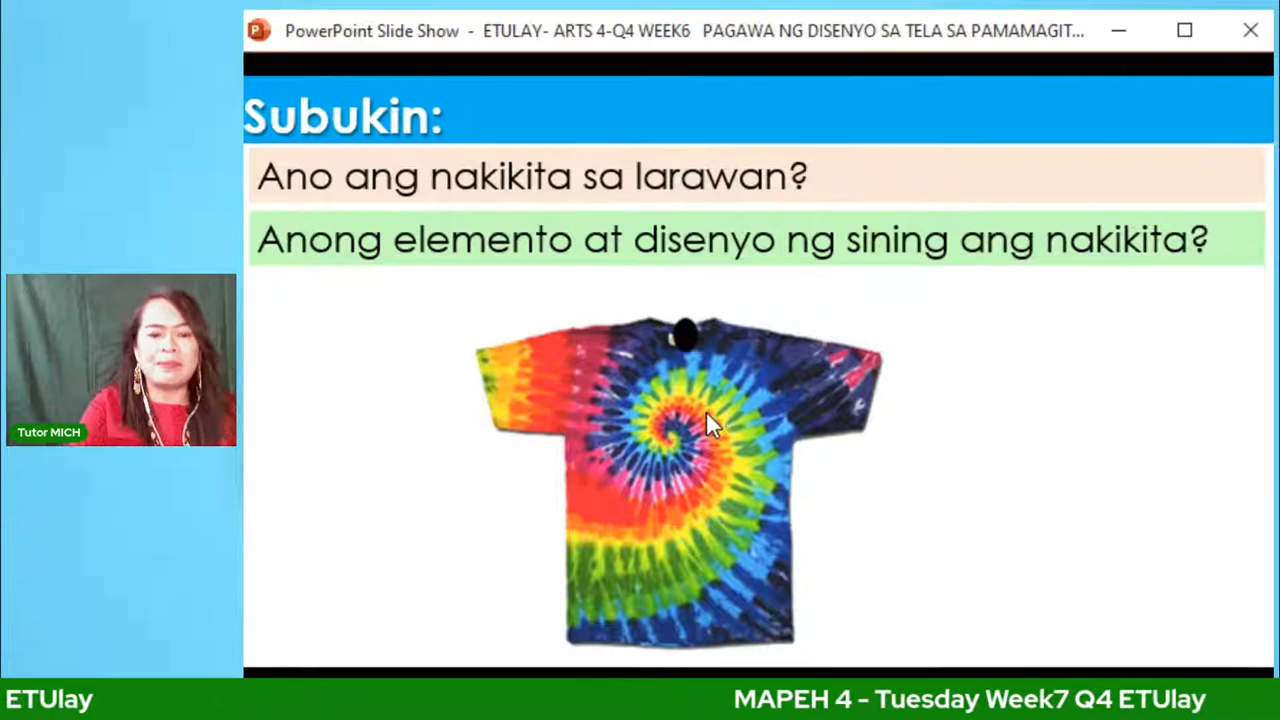 PowerPoint Slide Show - ETULAY- ARTS 4-Q4 WEEK6 PAGAWA NG DISENYO SA TELA SA PAMAMAGIT...
Subukin:
Ano ang nakikita sa larawan?
Anong elemento at disenyo ng sining ang nakikita?
Tutor MICH
ETUlay
MAPEH 4 - Tuesday Week7 Q4 ETUlay